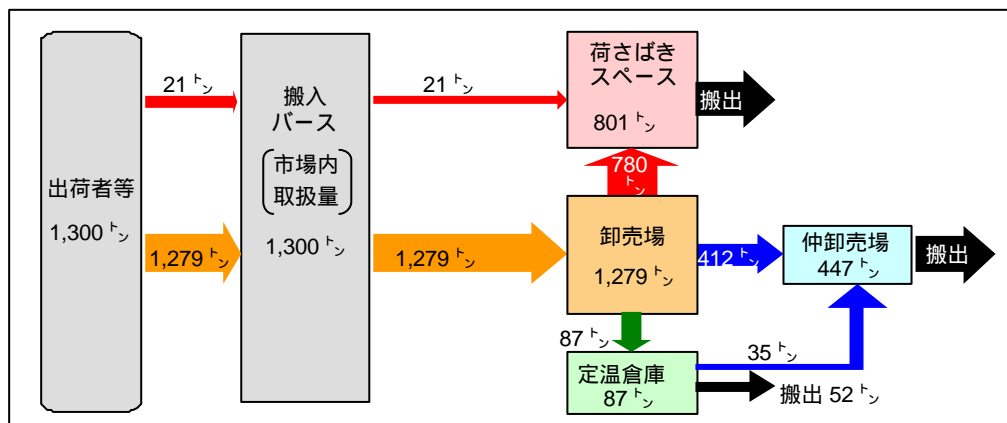 出荷者等
1,300 トン
21 トン
1,279 トン
搬入
バース
市場内
取扱量
1,300 トン
21 トン
1,279 トン
荷さばき
スペース
801 トン
搬出
780
トン
卸売場
1,279 トン
412トン
仲卸売場
447 トン
搬出
87 トン
定温倉庫
87 トン
35 トン
搬出 52 トン